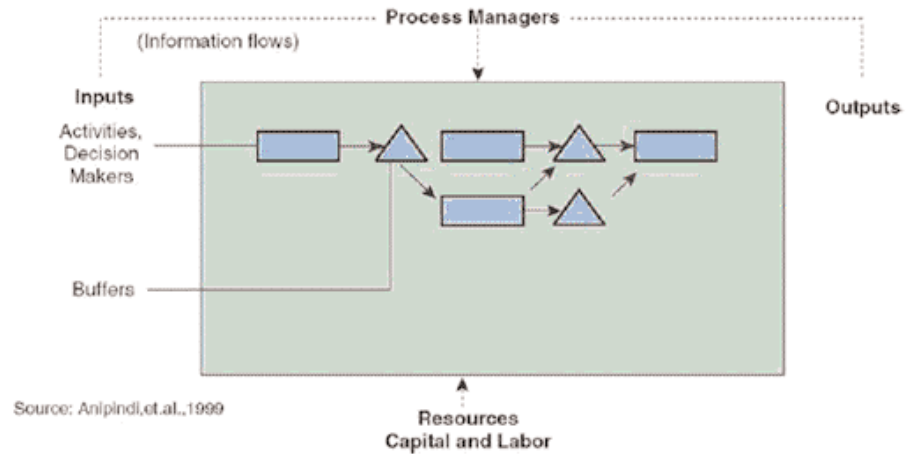 Process Managers
(Information flows)
Inputs
Outputs
Activities,
Decision
Makers
Buffers
Source: Anipindi,et.al.,1999
Resources
Capital and Labor